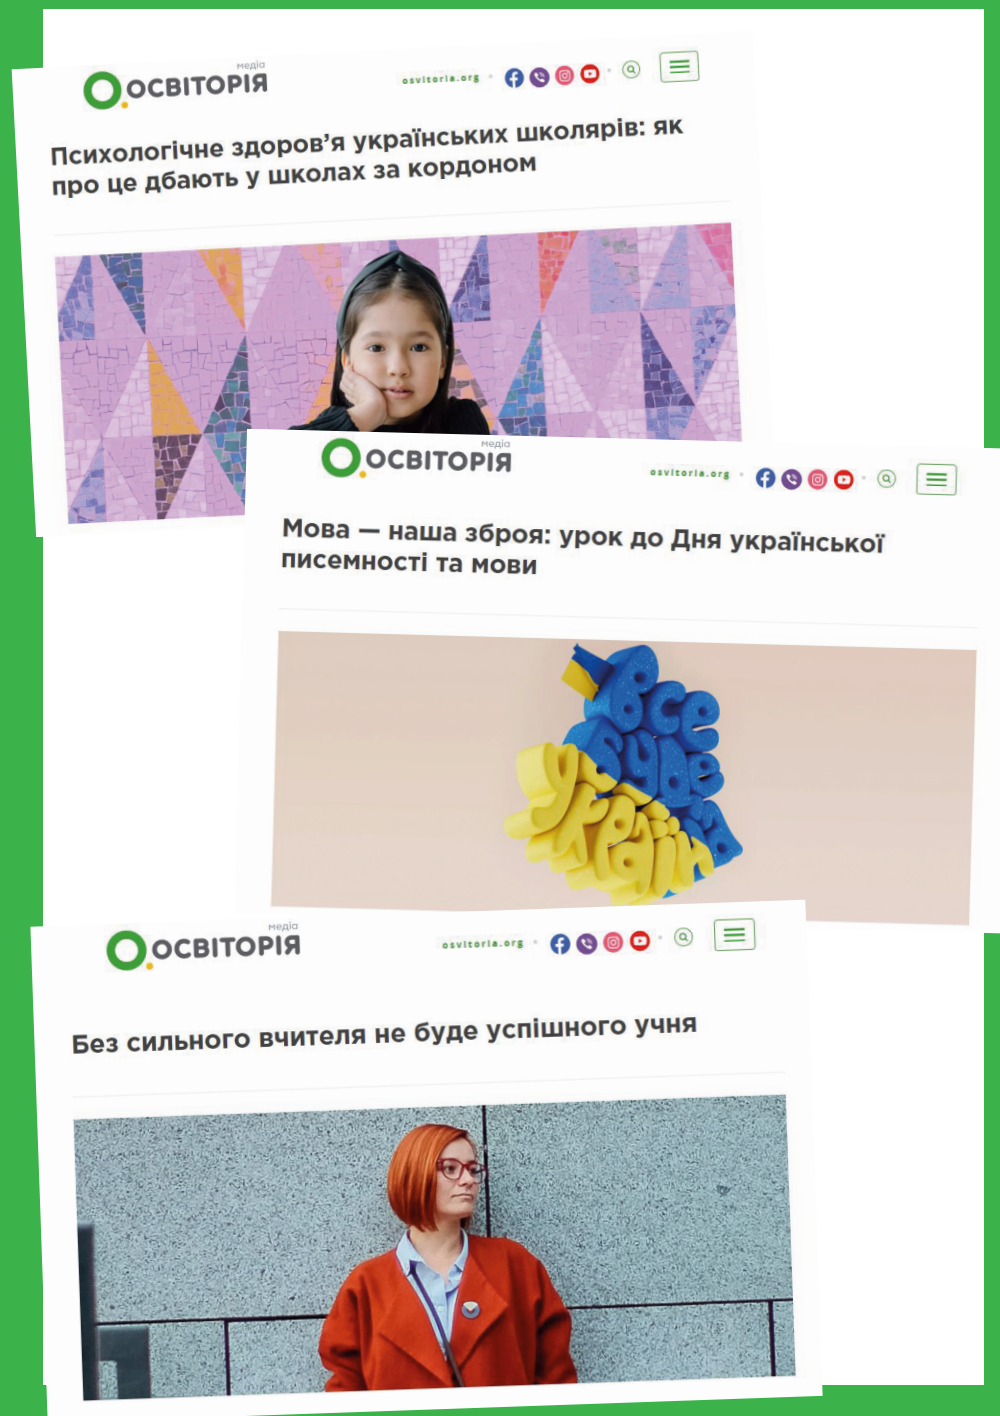 медіа
ОСВІТОРІЯ
osvitoria.org
Психологічне здоров’я українських школярів: як
про це дбають у школах за кордоном
медіа
ОСВІТОРІЯ
osvitoria.org
Мова — наша зброя: урок до Дня української
писемності та мови
все
буде
Україна
медіа
ОСВІТОРІЯ
osvitoria.org
Без сильного вчителя не буде успішного учня